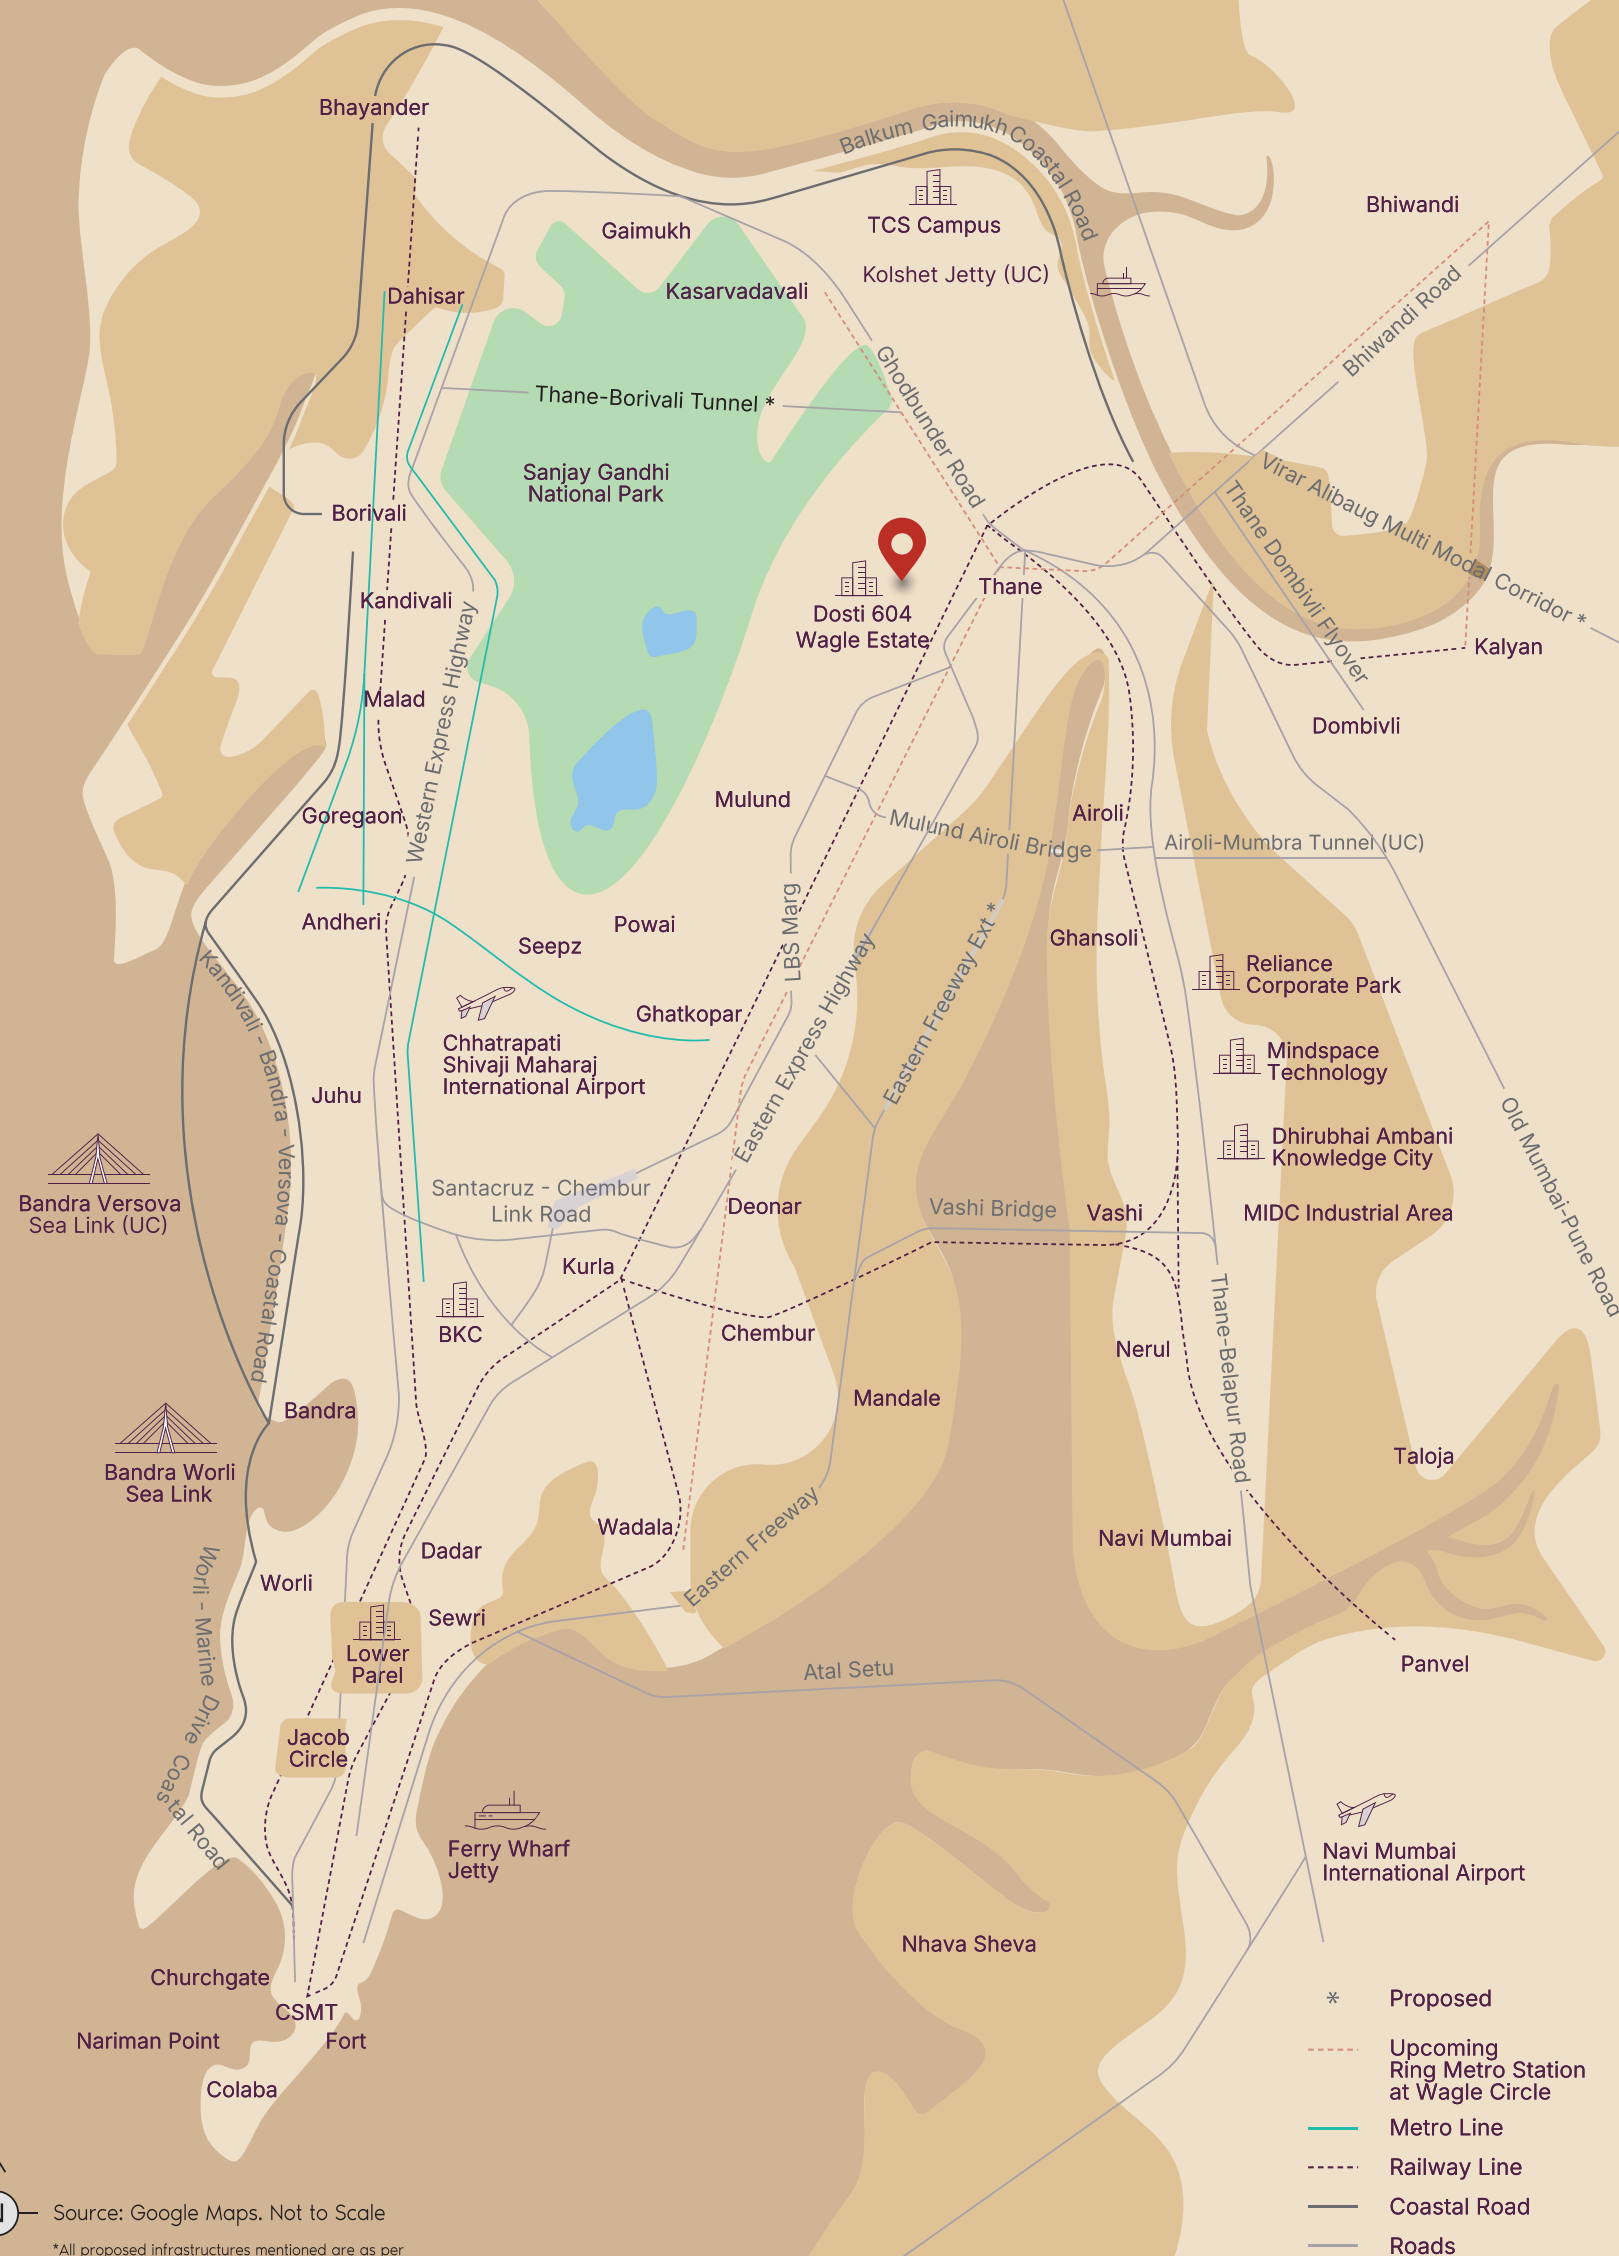 Balkum Gaimukh Coastal Road
Bhayander
TCS Campus
Bhiwandi
Gaimukh
Kolshet Jetty (UC)
Kasarvadavali
Dahisar
Bhiwandi Road
Ghodbunder Road
Thane-Borivali Tunnel *
Sanjay Gandhi
National Park
Virar Alibaug Multi Modal Corridor *
Thane Dombivli Flyover
Borivali
Thane
Kandivali
Dosti 604
Wagle Estate
Kalyan
Western Express Highway
Malad
Dombivli
Mulund
Goregaon
Airoli
Mulund Airoli Bridge
Airoli-Mumbra Tunnel (UC)
LBS Marg
Andheri
Powai
Seepz
Ghansoli
Eastern Express Highway
Eastern Freeway Ext *
Kandivali - Bandra - Versova - Coastal Road
Reliance
Corporate Park
Ghatkopar
Chhatrapati
Shivaji Maharaj
International Airport
Mindspace
Technology
Juhu
Old Mumbai-Pune Road
Dhirubhai Ambani
Knowledge City
Bandra Versova
Sea Link (UC)
Santacruz - Chembur
Link Road
Deonar
Vashi Bridge
Vashi
MIDC Industrial Area
Kurla
BKC
Chembur
Thane-Belapur Road
Nerul
Mandale
Bandra
Bandra Worli
Sea Link
Taloja
Wadala
Eastern Freeway
Navi Mumbai
Dadar
Worli
Worli - Marine Drive Coastal Road
Sewri
Lower
Parel
Atal Setu
Panvel
Jacob
Circle
Ferry Wharf
Jetty
Navi Mumbai
International Airport
Nhava Sheva
Churchgate
CSMT
Nariman Point
Fort
Colaba
* Proposed
Upcoming
Ring Metro Station
at Wagle Circle
Metro Line
Railway Line
Coastal Road
Roads
Source: Google Maps. Not to Scale
*All proposed infrastructures mentioned are as per